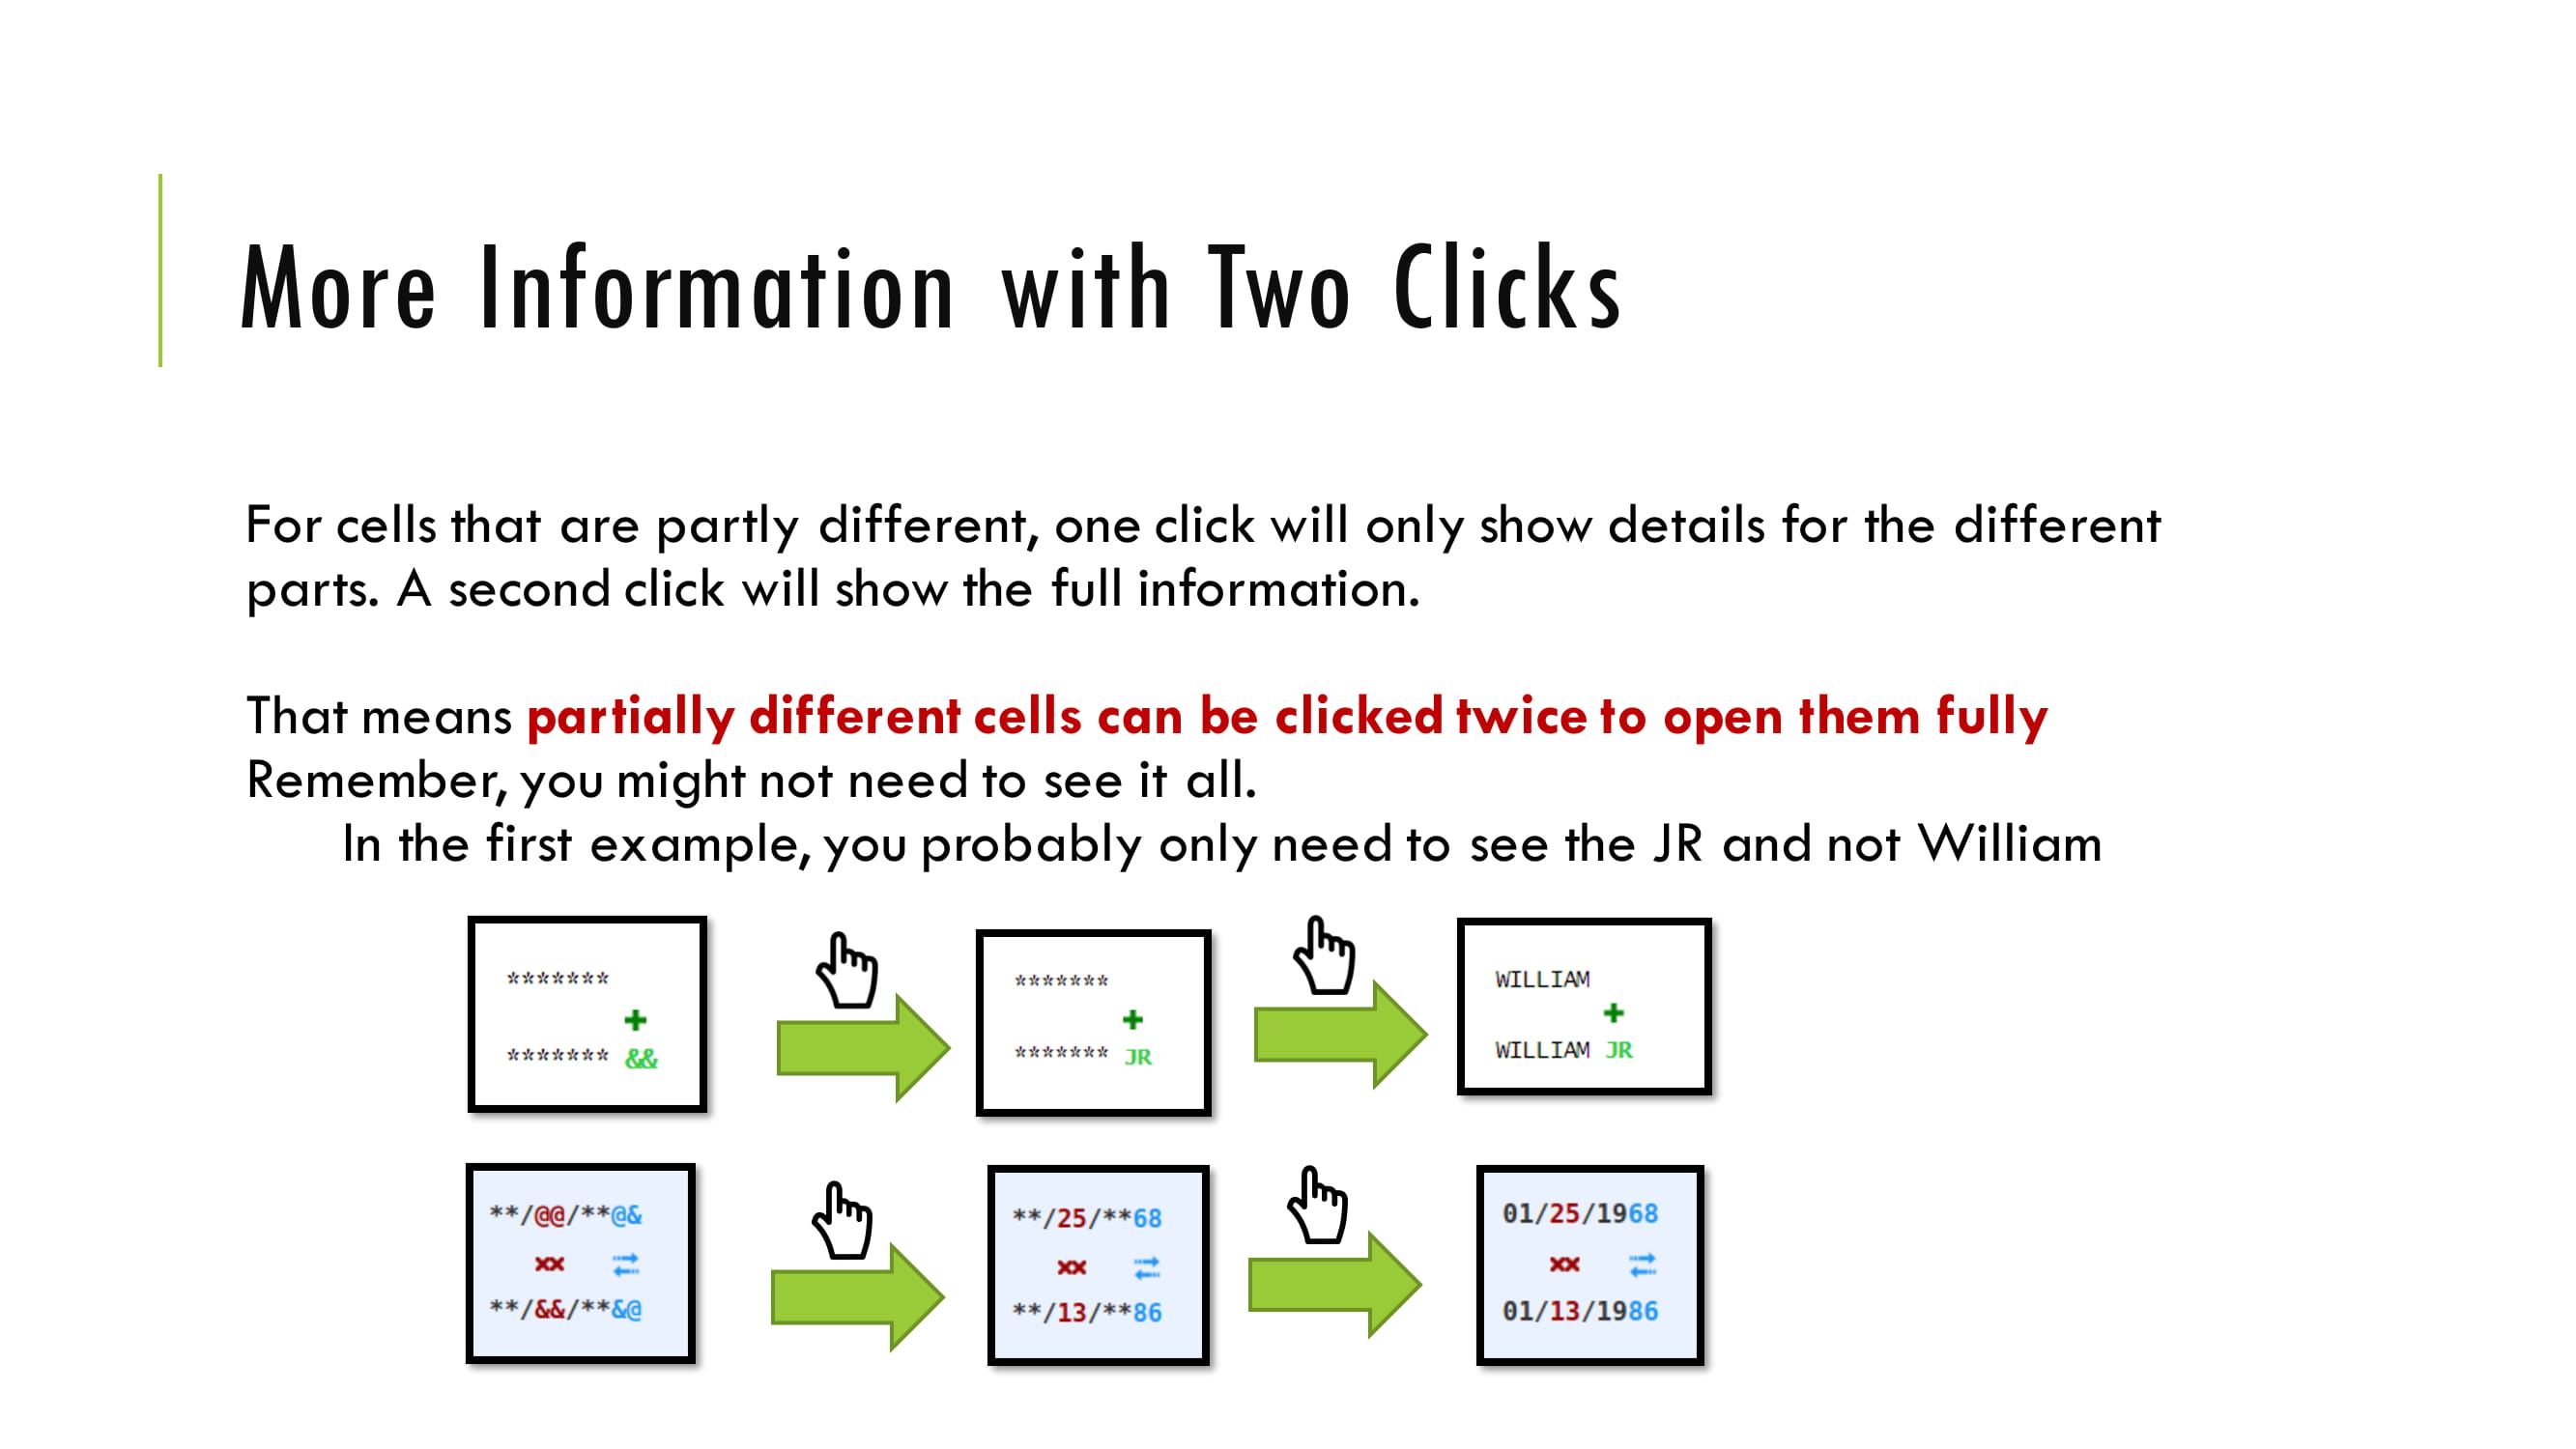 More Information with Two Clicks
For cells that are partly different, one click will only show details for the different
parts. A second click will show the full information.
That means partially different cells can be clicked twice to open them fully
Remember, you might not need to see it all.
In the first example, you probably only need to see the JR and not William
*******
+
******* &&
*******
+
******* JR
WILLIAM
+
WILLIAM JR
**/@@/**@&
xx
**/&&/**&@
**/25/**68
xx
**/13/**86
01/25/1968
xx
01/13/1986